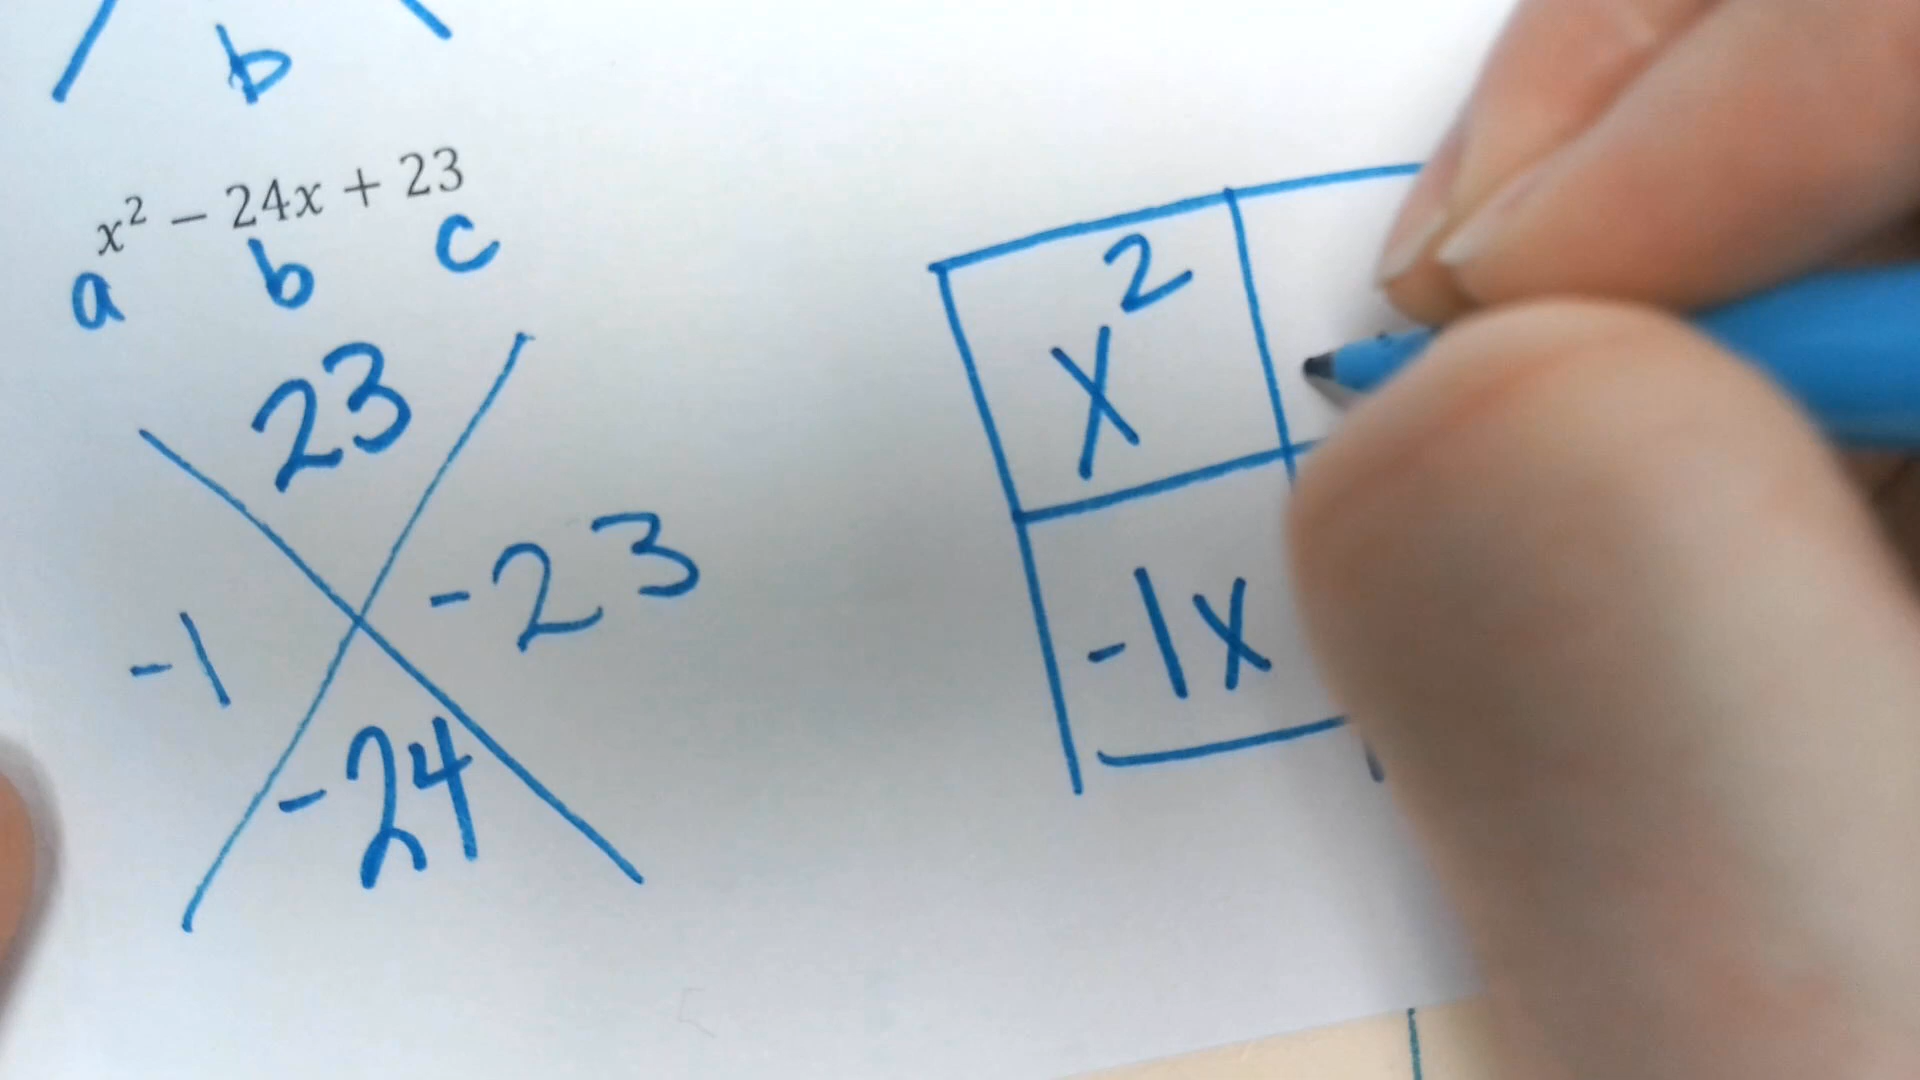 b
x² − 24x + 23
a b c
23
-1 -23
-24
x²
-1x